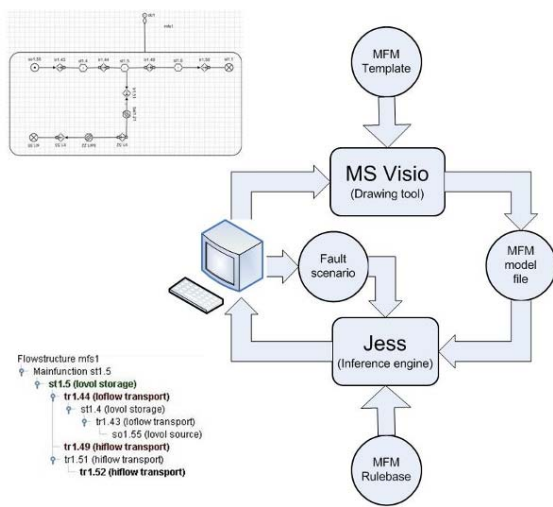 MFM
Template
MS Visio
(Drawing tool)
Fault
scenario
MFM
model
file
Jess
(Inference engine)
MFM
Rulebase
Flowstructure mfs1
Mainfunction st1.5
st1.5 (lovol storage)
tr1.44 (loflow transport)
st1.4 (lovol storage)
tr1.43 (loflow transport)
so1.55 (lovol source)
tr1.49 (hiflow transport)
tr1.51 (hiflow transport)
tr1.52 (hiflow transport)